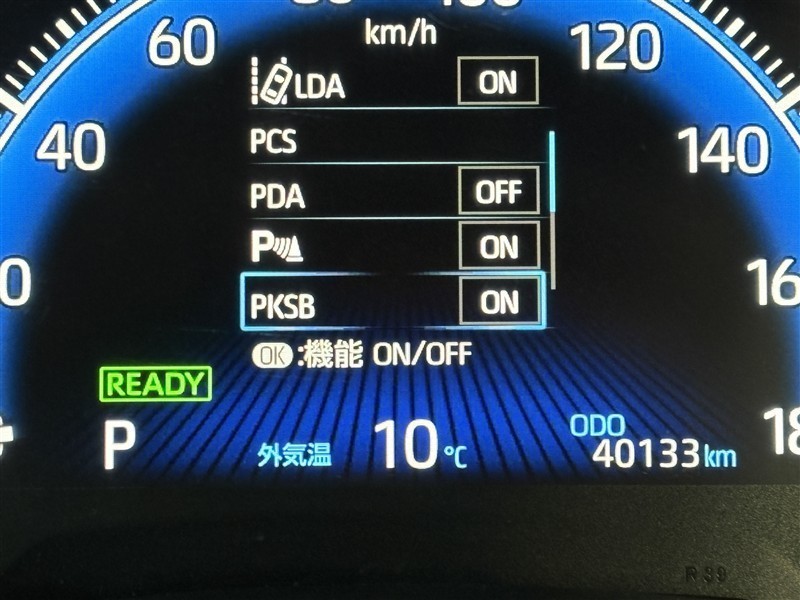 60
km/h
120
LDA ON
40
PCS
140
PDA OFF
P ON
PKSB ON
OK:機能 ON/OFF
READY
P
外気温 10℃
ODO
40133km